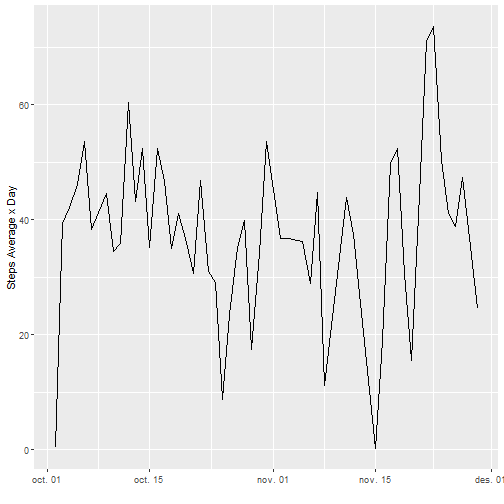 Steps Average x Day
60
40
20
0
oct. 01
oct. 15
nov. 01
nov. 15
des. 01